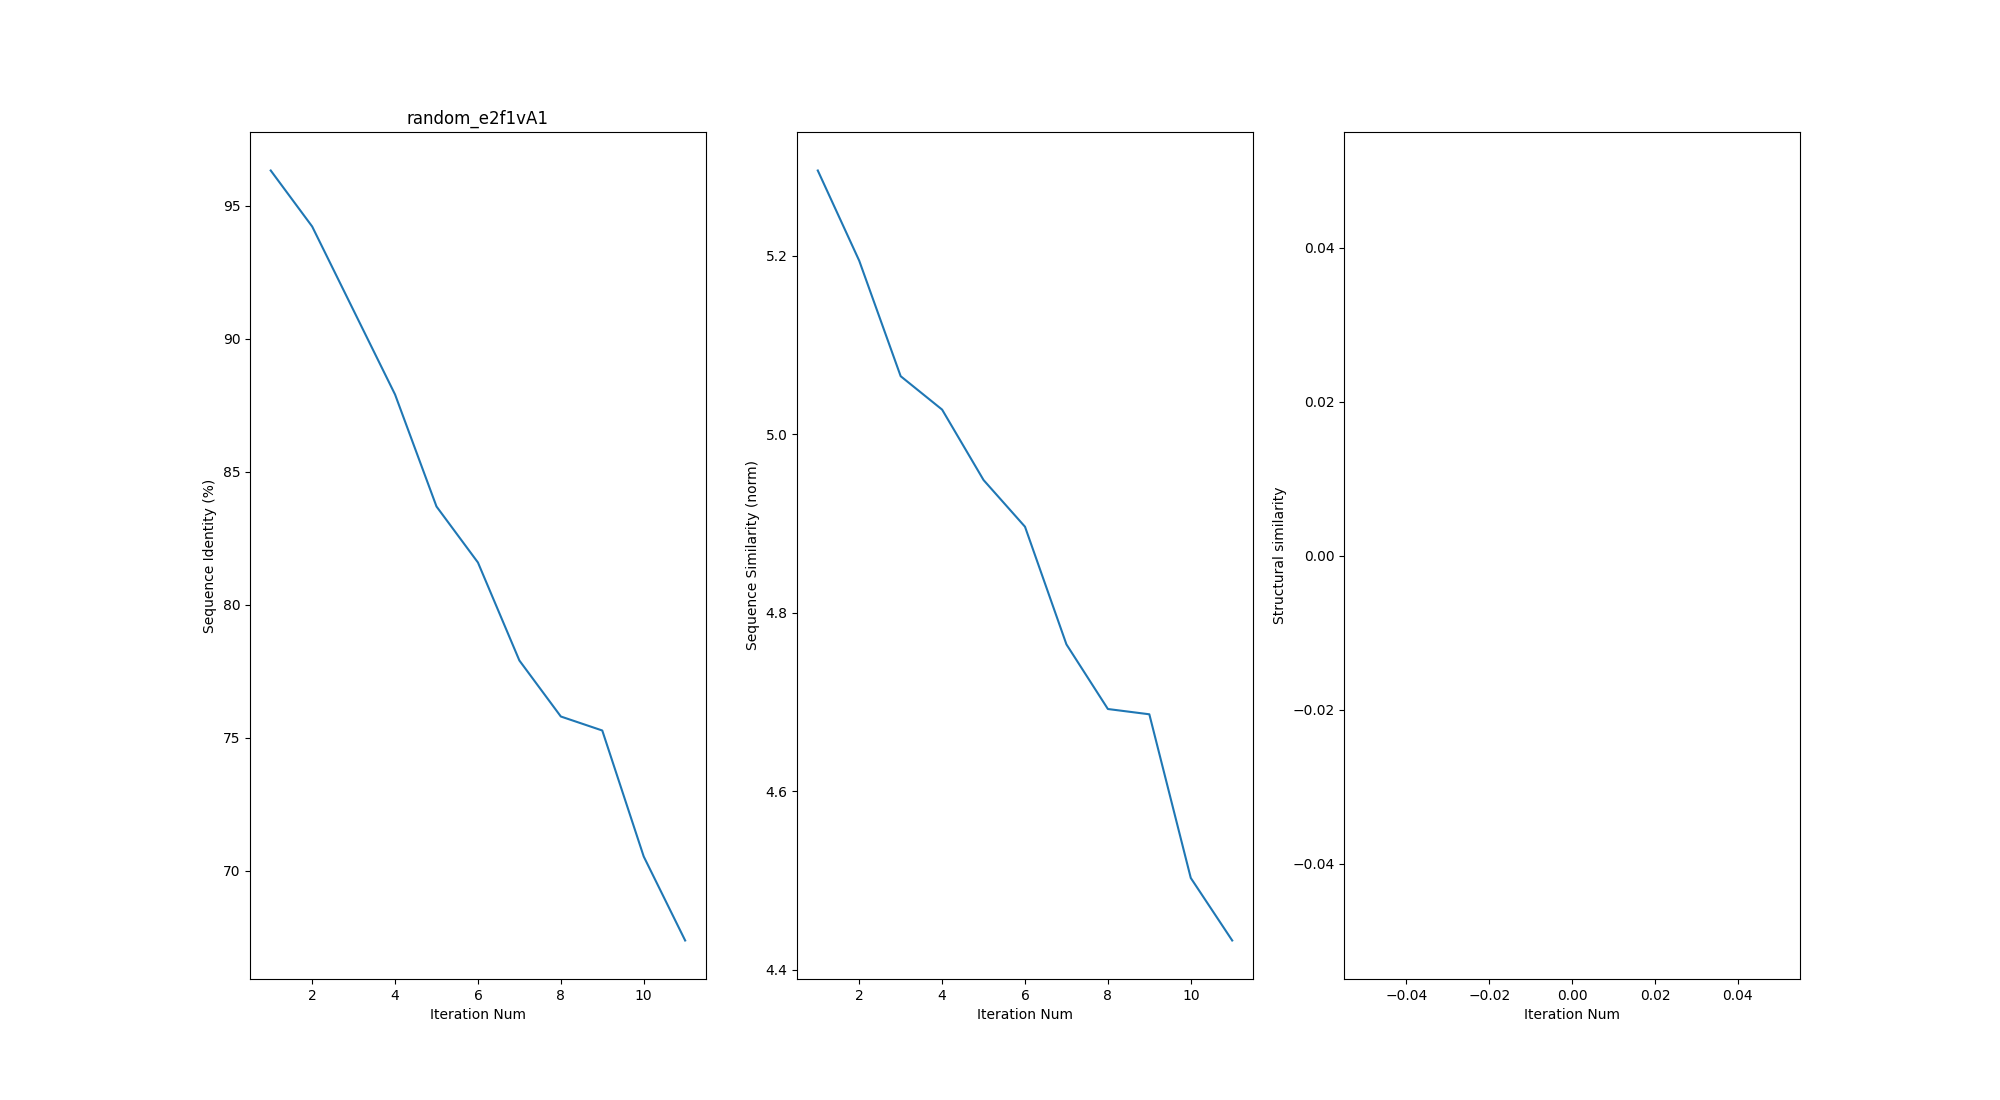 random_e2f1vA1
Sequence Identity (%)
95
90
85
80
75
70
2 4 6 8 10
Iteration Num
Sequence Similarity (norm)
5.2
5.0
4.8
4.6
4.4
2 4 6 8 10
Iteration Num
Structural similarity
0.04
0.02
0.00
−0.02
−0.04
−0.04 −0.02 0.00 0.02 0.04
Iteration Num